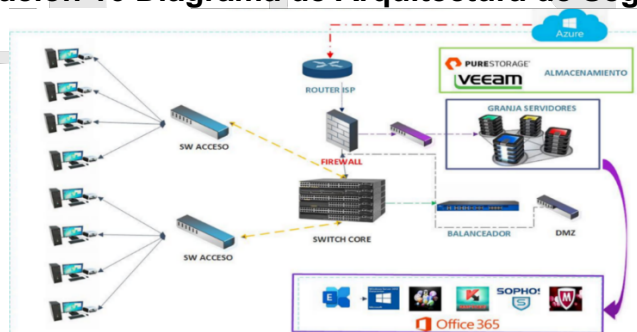 Diagrama de Arquitectura de Seg
Azure
PURESTORAGE
VEEAM
ALMACENAMIENTO
ROUTER ISP
GRANJA SERVIDORES
SW ACCESO
FIREWALL
SWITCH CORE
BALANCEADOR
DMZ
SW ACCESO
SOPHOS
Office 365